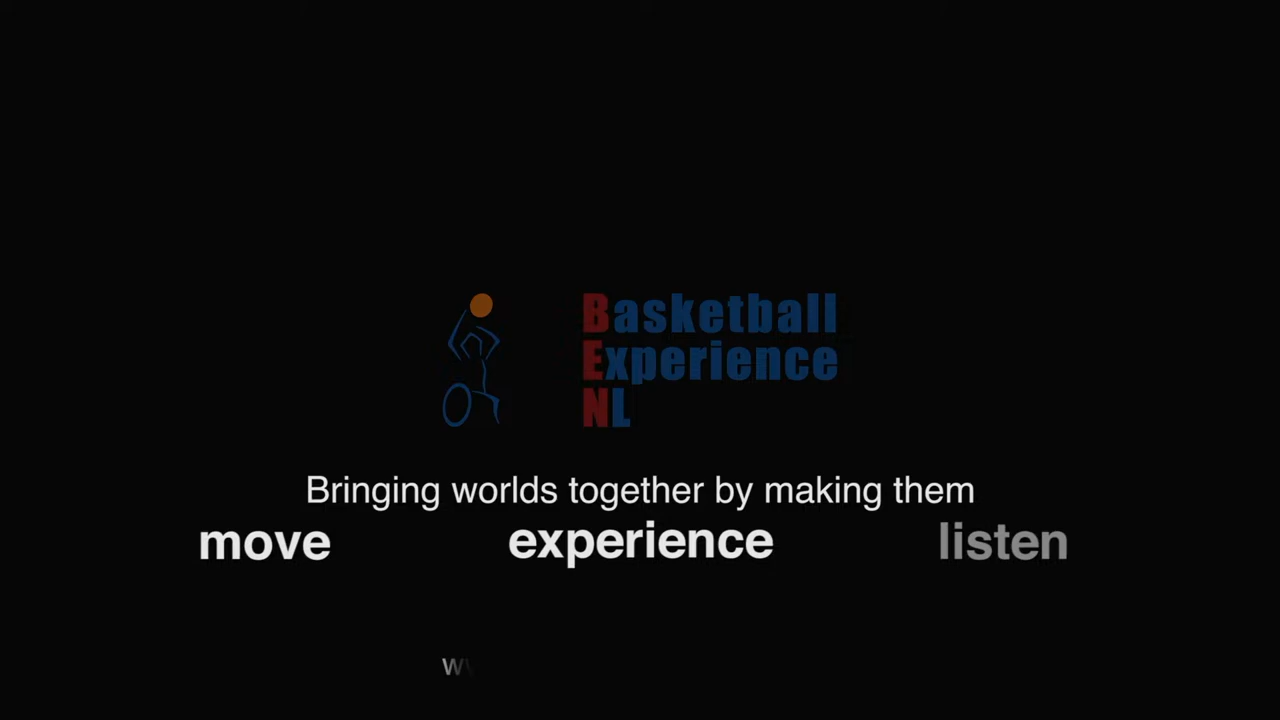 Basketball
Experience
NL
Bringing worlds together by making them
move experience listen